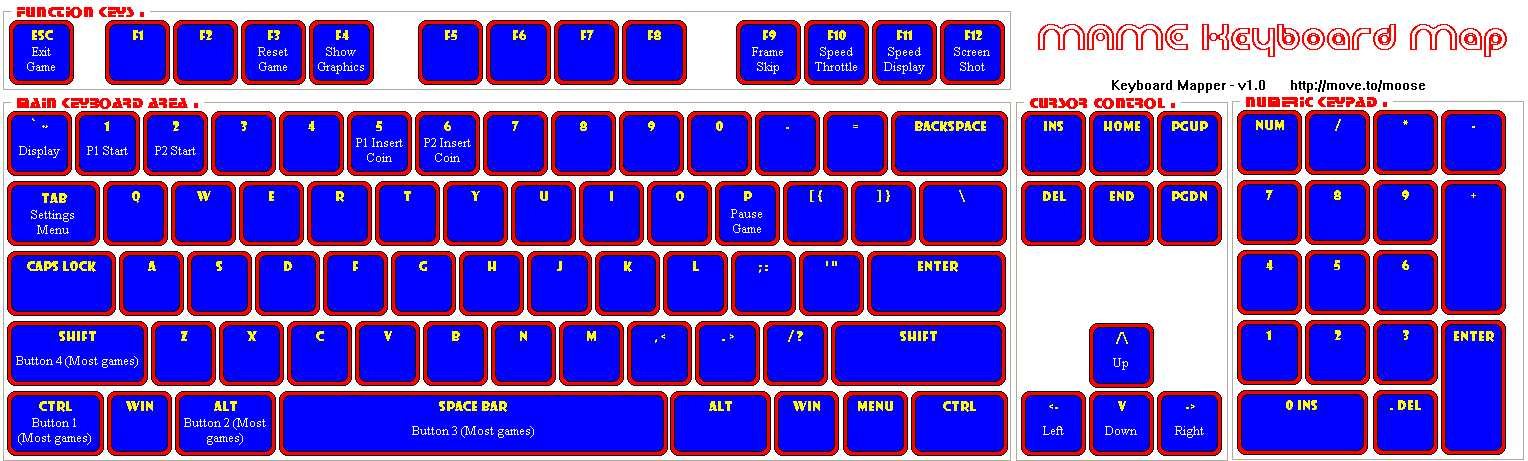 FUNCTION KEYS .
MAME Keyboard Map
ESC F1 F2 F3 F4 F5 F6 F7 F8 F9 F10 F11 F12
Exit Reset Show Frame Speed Speed Screen
Game Game Graphics Skip Throttle Display Shot
Keyboard Mapper - v1.0 http://move.to/moose
MAIN KEYBOARD AREA . CURSOR CONTROL . NUMERIC KEYPAD .
` ~ 1 2 3 4 5 6 7 8 9 0 - = BACKSPACE INS HOME PGUP NUM / * -
Display P1 Start P2 Start P1 Insert P2 Insert
Coin Coin
TAB Q W E R T Y U I O P [ { ] } \ DEL END PGDN 7 8 9 +
Settings Pause
Menu Game
CAPS LOCK A S D F G H J K L ; : ' " ENTER 4 5 6
SHIFT Z X C V B N M , < . > / ? SHIFT /\ 1 2 3 ENTER
Button 4 (Most games) Up
CTRL WIN ALT SPACE BAR ALT WIN MENU CTRL <- V -> 0 INS . DEL
Button 1 Button 2 (Most Button 3 (Most games) Left Down Right
(Most games) games)